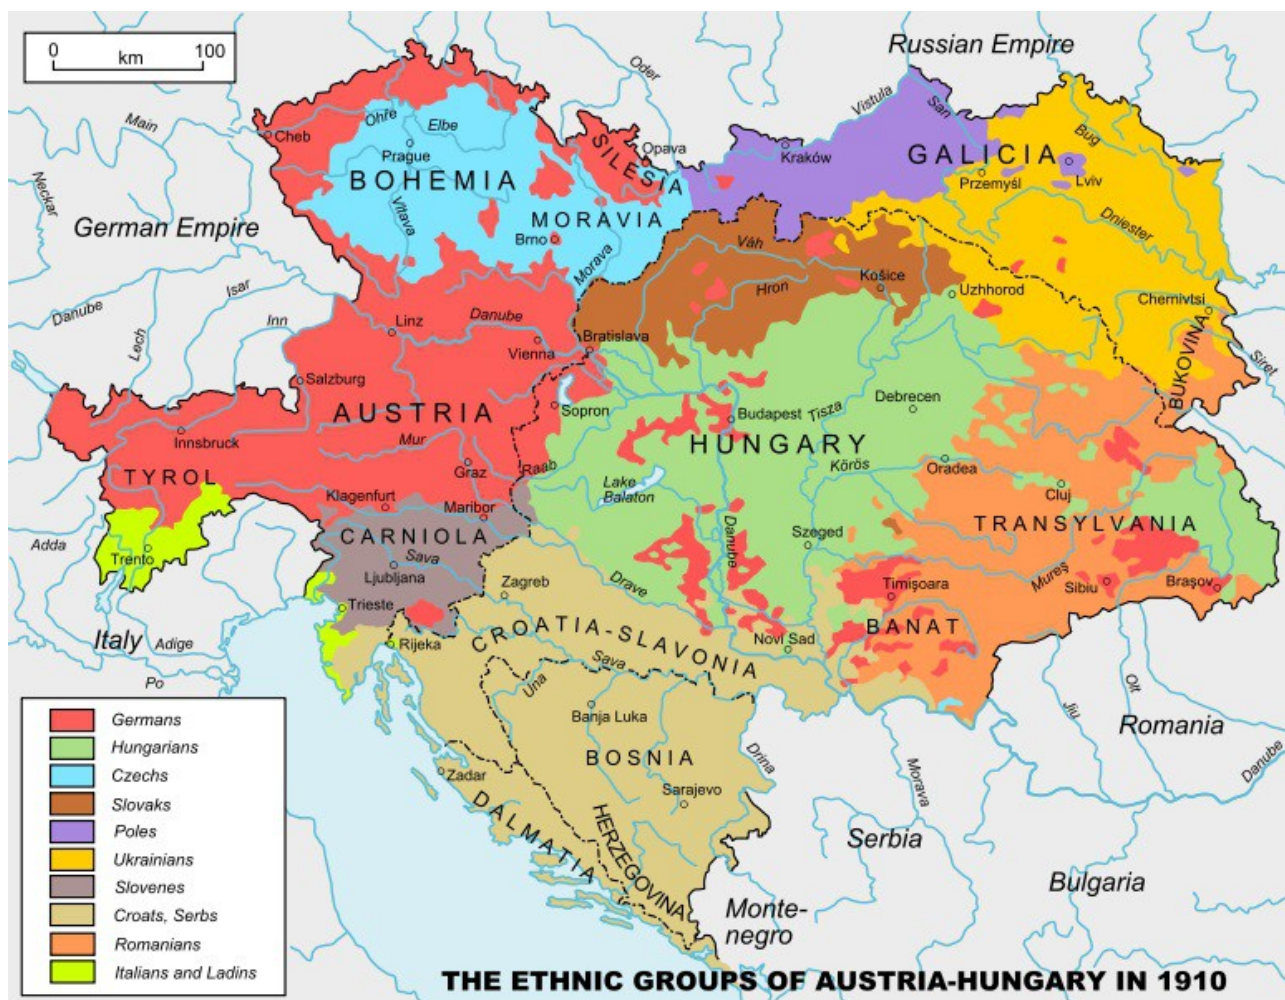 0 100
km
Russian Empire
Oder
Vistula
San
Bug
Main
Cheb
Ohře
Elbe
Prague
BOHEMIA
Vltava
SILESIA
Opava
MORAVIA
Brno
Morava
Kraków
GALICIA
Przemyśl
Lviv
Dniester
Neckar
German Empire
Váh
Hron
Košice
Uzhhorod
Chernivtsi
BUKOVINA
Siret
Danube
Lech
Isar
Inn
Linz
Danube
Vienna
Bratislava
Salzburg
AUSTRIA
Sopron
Budapest
Tisza
Debrecen
HUNGARY
Innsbruck
Mur
Graz
Raab
Lake
Balaton
Körös
Oradea
Cluj
TYROL
Klagenfurt
Maribor
CARNIOLA
Sava
Ljubljana
Danube
Szeged
TRANSYLVANIA
Mureş
Sibiu
Braşov
Adda
Trento
Zagreb
Drave
Timişoara
BANAT
Trieste
Rijeka
Italy
Adige
Po
CROATIA-SLAVONIA
Sava
Novi Sad
Una
Banja Luka
BOSNIA
Drina
Sarajevo
Zadar
DALMATIA
HERZEGOVINA
Olt
Jiu
Romania
Danube
Morava
Serbia
Bulgaria
Monte-
negro
Germans
Hungarians
Czechs
Slovaks
Poles
Ukrainians
Slovenes
Croats, Serbs
Romanians
Italians and Ladins
THE ETHNIC GROUPS OF AUSTRIA-HUNGARY IN 1910